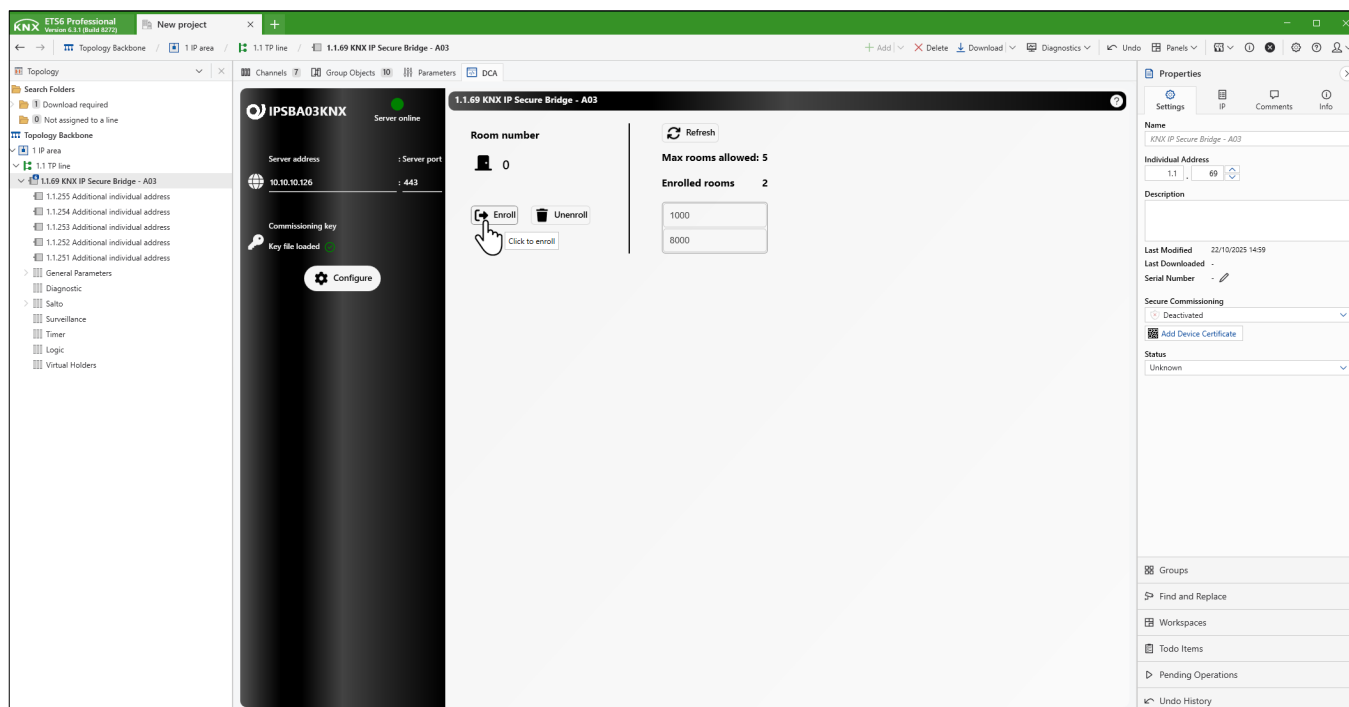 KNX ETS6 Professional
Version 6.3.1 (Build 8272)
New project
Topology Backbone / 1 IP area / 1.1 TP line / 1.1.69 KNX IP Secure Bridge - A03
Add Delete Download Diagnostics Undo Panels
Topology
Search Folders
1 Download required
0 Not assigned to a line
Topology Backbone
1 IP area
1.1 TP line
1.1.69 KNX IP Secure Bridge - A03
1.1.255 Additional individual address
1.1.254 Additional individual address
1.1.253 Additional individual address
1.1.252 Additional individual address
1.1.251 Additional individual address
General Parameters
Diagnostic
Salto
Surveillance
Timer
Logic
Virtual Holders
Channels 7 Group Objects 10 Parameters DCA
IPSBA03KNX
Server online
Server address : Server port
10.10.10.126 : 443
Commissioning key
Key file loaded
Configure
1.1.69 KNX IP Secure Bridge - A03
Room number
0
Enroll Unenroll
Click to enroll
Refresh
Max rooms allowed: 5
Enrolled rooms 2
1000
8000
Properties
Settings IP Comments Info
Name
KNX IP Secure Bridge - A03
Individual Address
1.1 . 69
Description
Last Modified 22/10/2025 14:59
Last Downloaded -
Serial Number -
Secure Commissioning
Deactivated
Add Device Certificate
Status
Unknown
Groups
Find and Replace
Workspaces
Todo Items
Pending Operations
Undo History